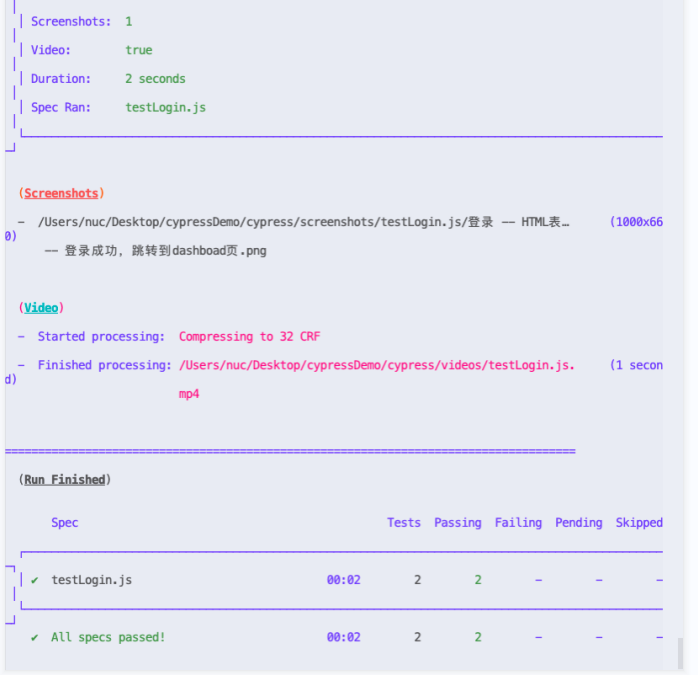 Screenshots: 1
Video: true
Duration: 2 seconds
Spec Ran: testLogin.js
(Screenshots)
- /Users/nuc/Desktop/cypressDemo/cypress/screenshots/testLogin.js/登录 -- HTML表… (1000x66
0)
-- 登录成功, 跳转到dashboad页.png
(Video)
- Started processing: Compressing to 32 CRF
- Finished processing: /Users/nuc/Desktop/cypressDemo/cypress/videos/testLogin.js. (1 secon
d)
mp4
====================================================================================
(Run Finished)
Spec Tests Passing Failing Pending Skipped
✔ testLogin.js 00:02 2 2 - - -
✔ All specs passed! 00:02 2 2 - - -